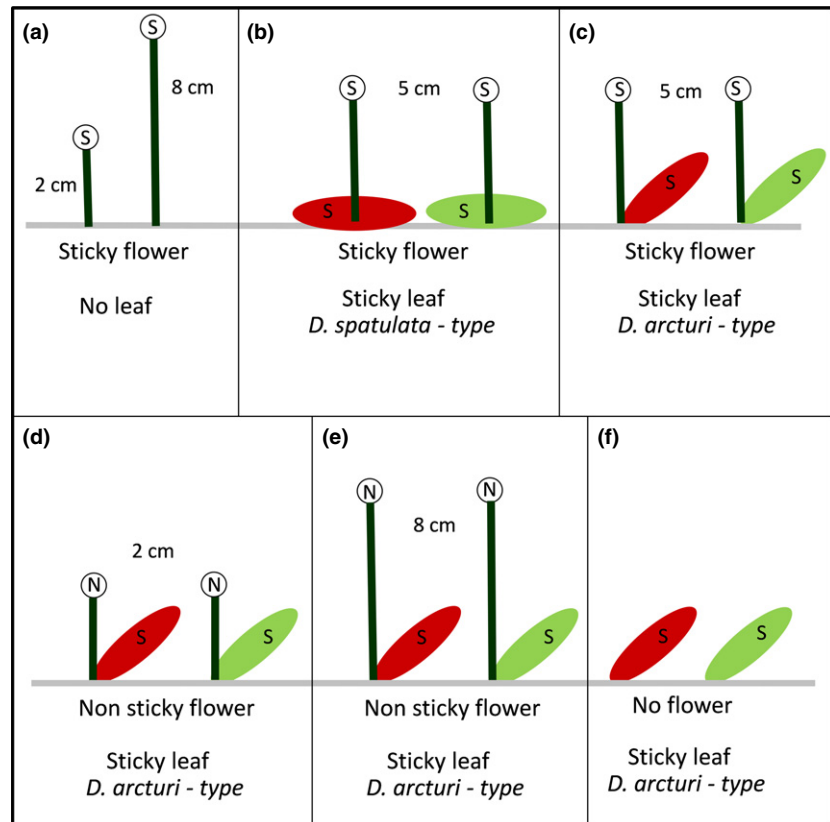 (a)
S
S
8 cm
2 cm
Sticky flower
No leaf
(b)
S
5 cm
S
S
S
Sticky flower
Sticky leaf
D. spatulata - type
(c)
S
5 cm
S
S
S
Sticky flower
Sticky leaf
D. arcturi - type
(d)
2 cm
N
N
S
S
Non sticky flower
Sticky leaf
D. arcturi - type
(e)
N
N
8 cm
S
S
Non sticky flower
Sticky leaf
D. arcturi - type
(f)
S
S
No flower
Sticky leaf
D. arcturi - type